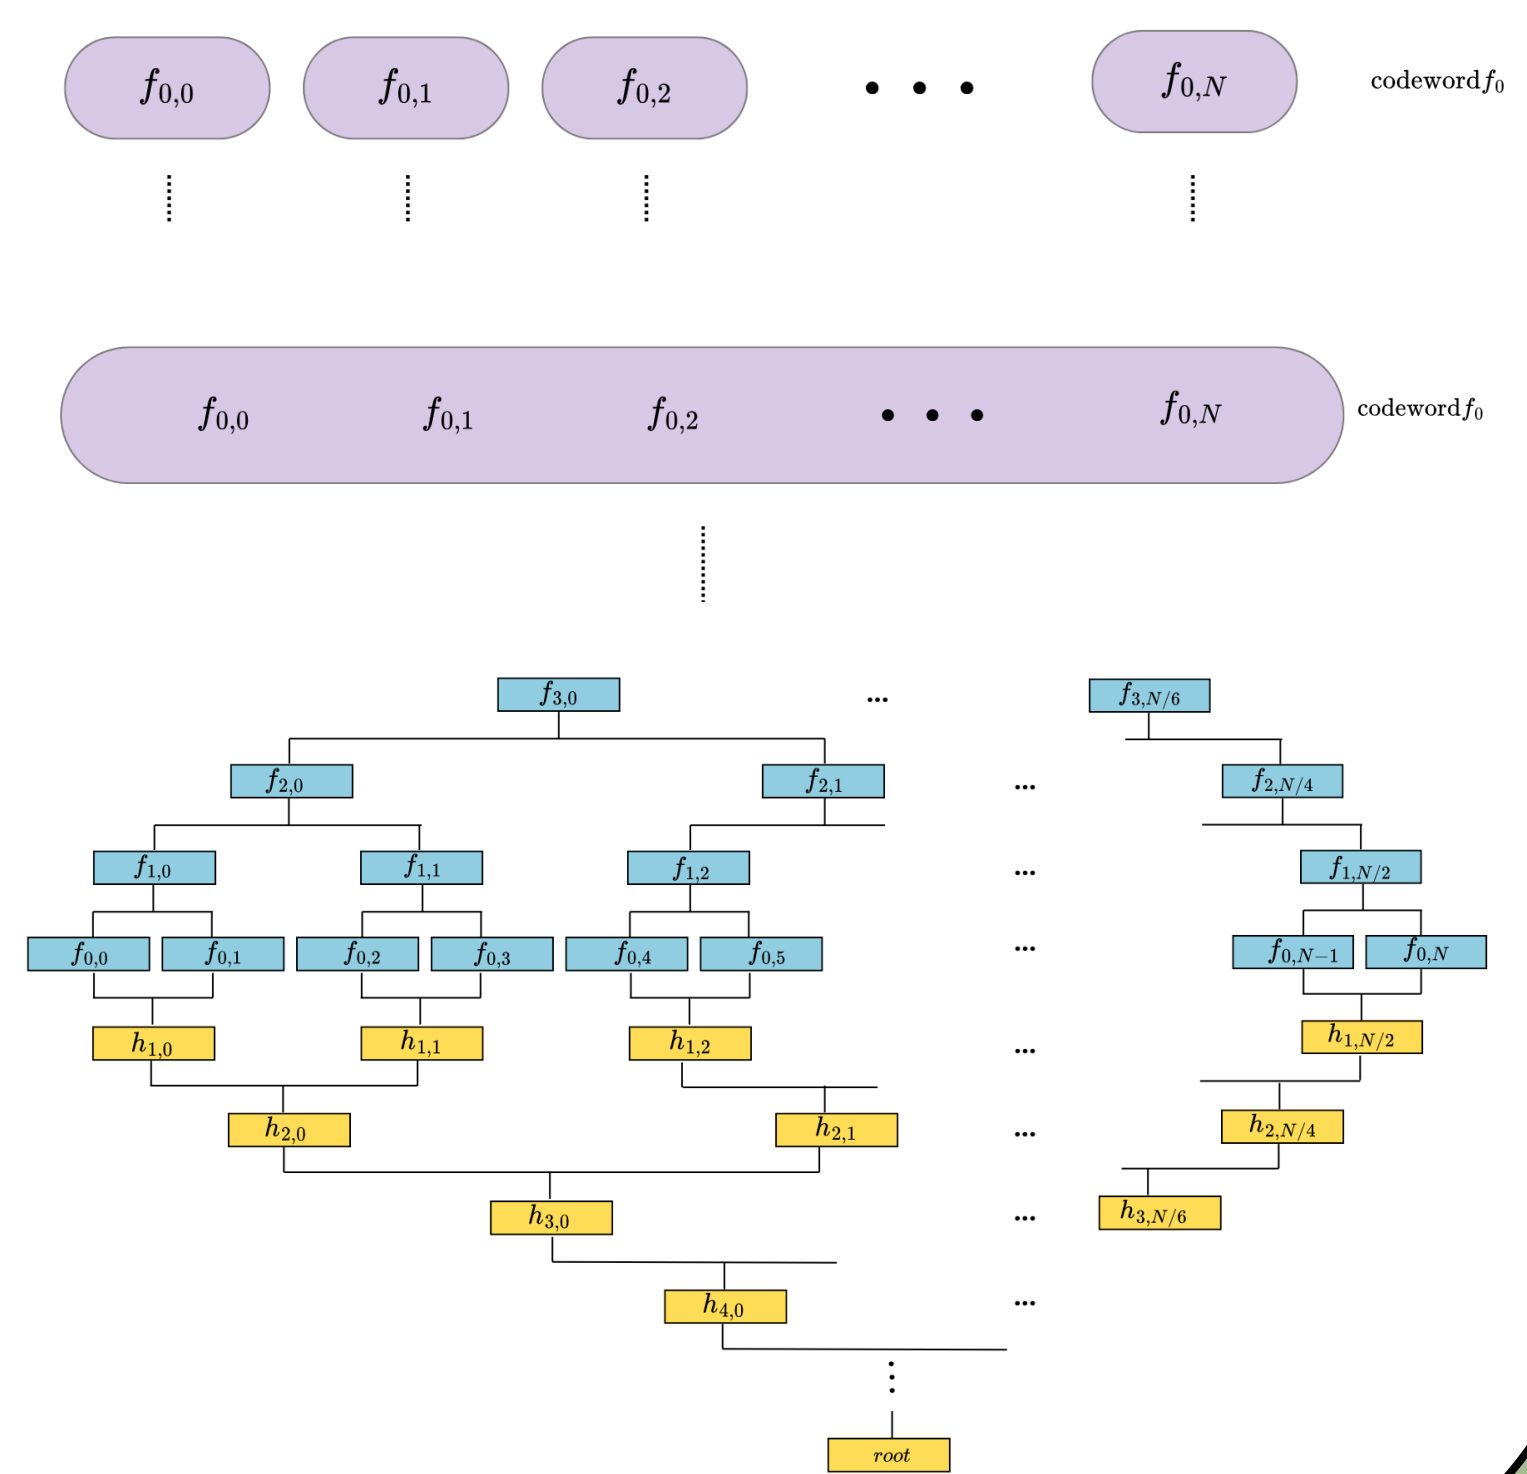 f0,0 f0,1 f0,2 • • • f0,N codeword f0
f0,0 f0,1 f0,2 • • • f0,N codeword f0
f3,0 ... f3,N/6
f2,0 f2,1 ... f2,N/4
f1,0 f1,1 f1,2 ... f1,N/2
f0,0 f0,1 f0,2 f0,3 f0,4 f0,5 ... f0,N−1 f0,N
h1,0 h1,1 h1,2 ... h1,N/2
h2,0 h2,1 ... h2,N/4
h3,0 ... h3,N/6
h4,0 ...
root